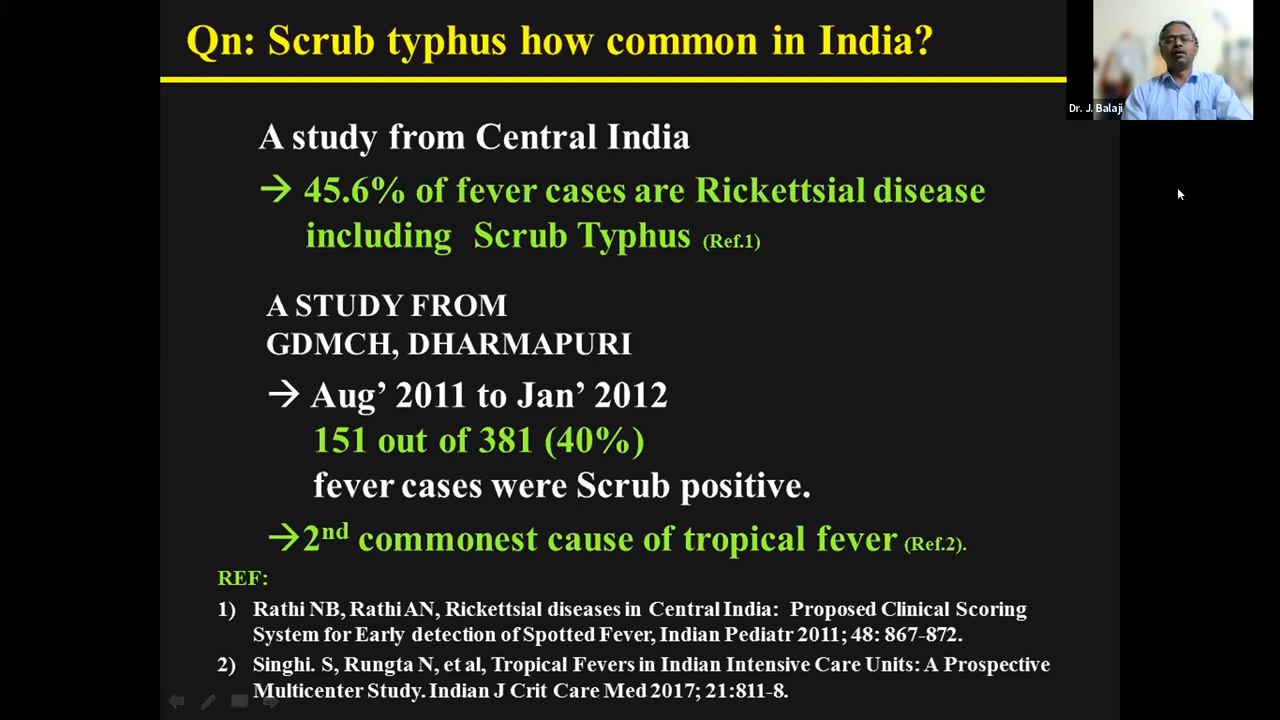 Qn: Scrub typhus how common in India?
Dr. J. Balaji
A study from Central India
→ 45.6% of fever cases are Rickettsial disease
including Scrub Typhus (Ref.1)
A STUDY FROM
GDMCH, DHARMAPURI
→ Aug’ 2011 to Jan’ 2012
151 out of 381 (40%)
fever cases were Scrub positive.
→2nd commonest cause of tropical fever (Ref.2).
REF:
1) Rathi NB, Rathi AN, Rickettsial diseases in Central India: Proposed Clinical Scoring
System for Early detection of Spotted Fever, Indian Pediatr 2011; 48: 867-872.
2) Singhi. S, Rungta N, et al, Tropical Fevers in Indian Intensive Care Units: A Prospective
Multicenter Study. Indian J Crit Care Med 2017; 21:811-8.